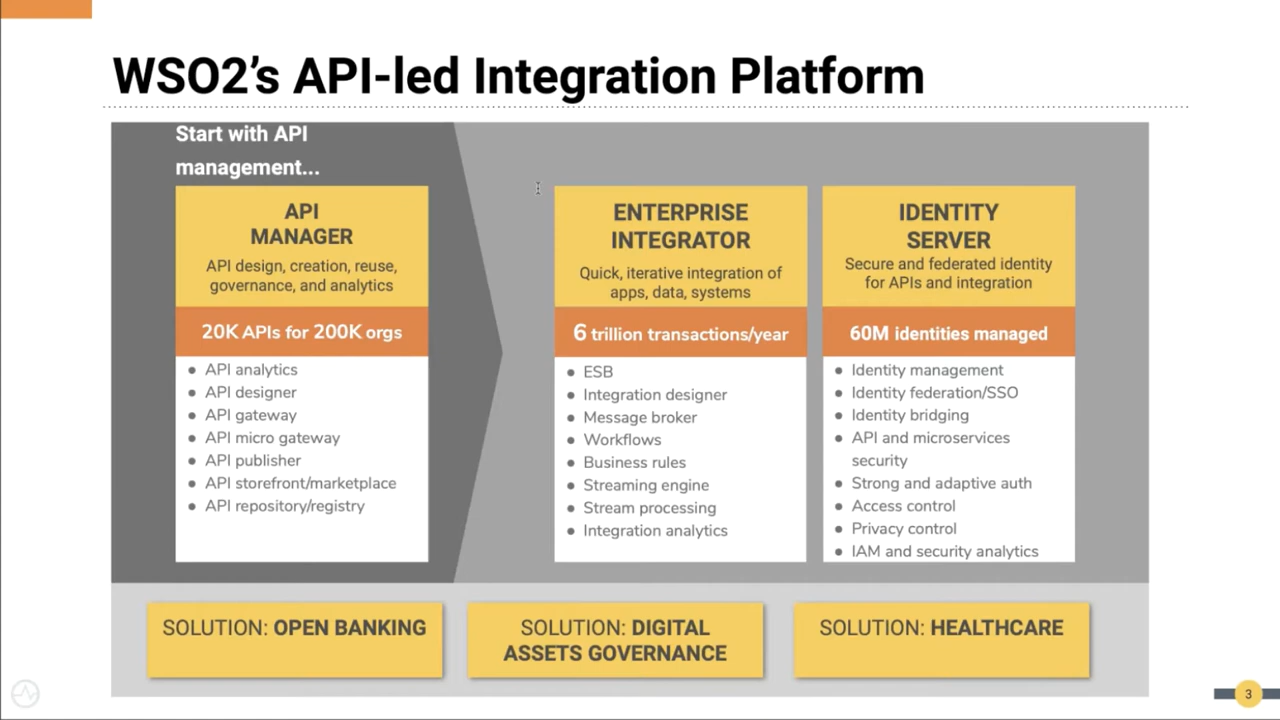 WSO2’s API-led Integration Platform
Start with API
management...
API
MANAGER
API design, creation, reuse,
governance, and analytics
20K APIs for 200K orgs
● API analytics
● API designer
● API gateway
● API micro gateway
● API publisher
● API storefront/marketplace
● API repository/registry
ENTERPRISE
INTEGRATOR
Quick, iterative integration of
apps, data, systems
6 trillion transactions/year
● ESB
● Integration designer
● Message broker
● Workflows
● Business rules
● Streaming engine
● Stream processing
● Integration analytics
IDENTITY
SERVER
Secure and federated identity
for APIs and integration
60M identities managed
● Identity management
● Identity federation/SSO
● Identity bridging
● API and microservices
security
● Strong and adaptive auth
● Access control
● Privacy control
● IAM and security analytics
SOLUTION: OPEN BANKING
SOLUTION: DIGITAL
ASSETS GOVERNANCE
SOLUTION: HEALTHCARE
3